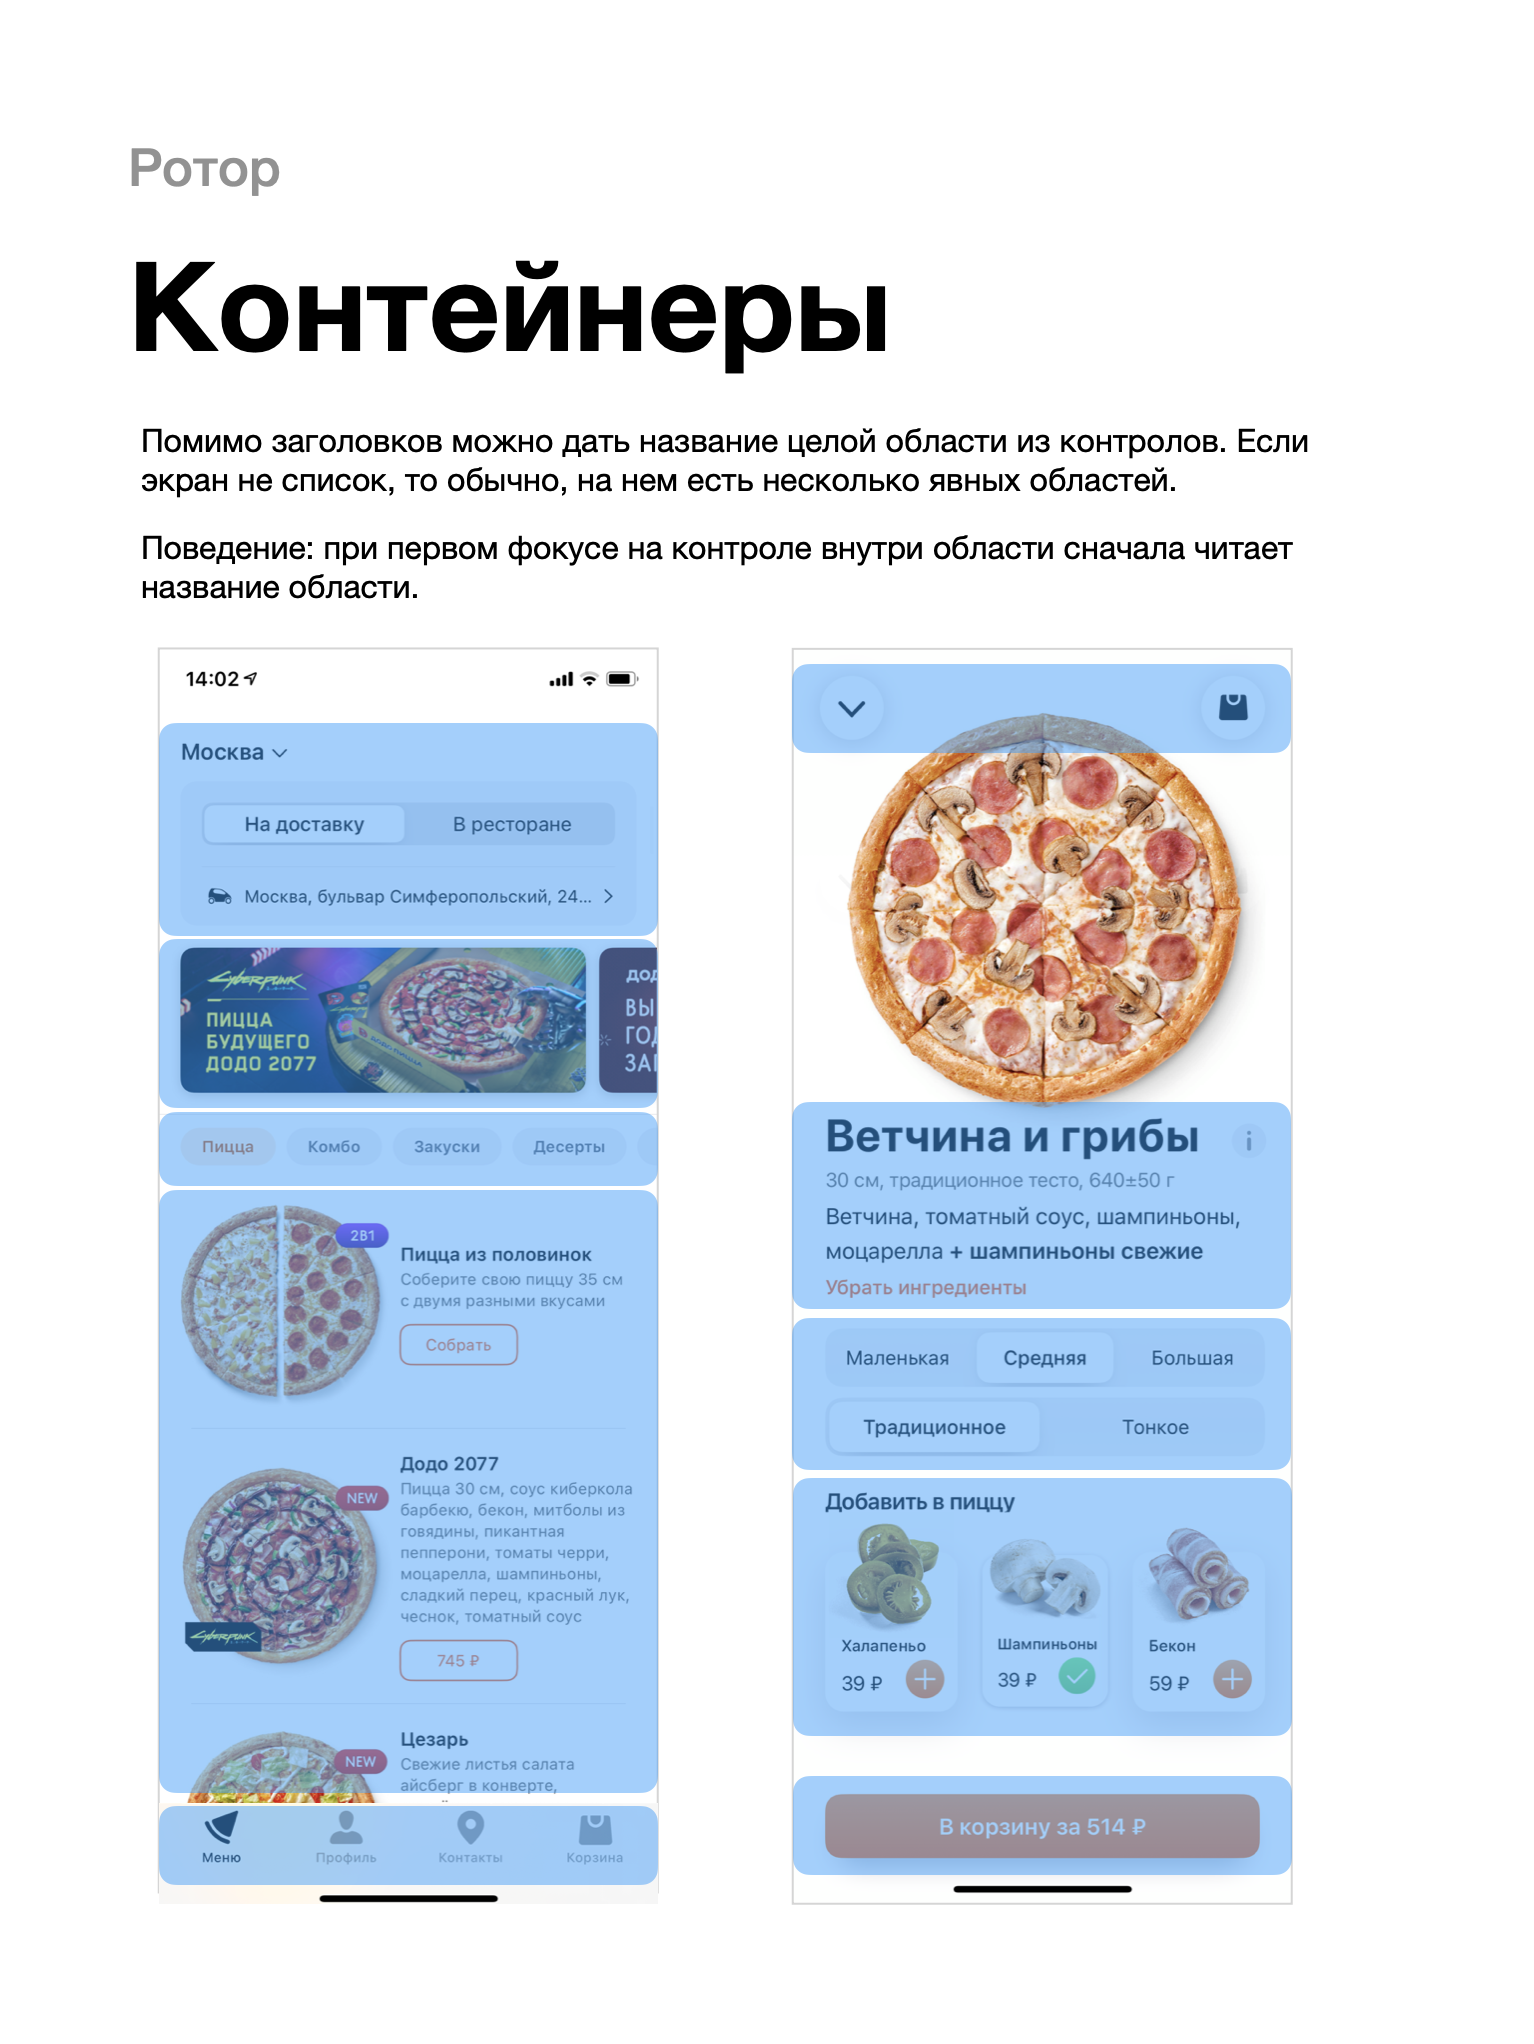 Ротор
Контейнеры
Помимо заголовков можно дать название целой области из контролов. Если
экран не список, то обычно, на нем есть несколько явных областей.
Поведение: при первом фокусе на контроле внутри области сначала читает
название области.
14:02
Москва
На доставку
В ресторане
Москва, бульвар Симферопольский, 24...
Cyberpunk
ПИЦЦА
БУДУЩЕГО
ДОДО 2077
ДОД
ВЫ
ГОД
ЗАП
Пицца
Комбо
Закуски
Десерты
2В1
Пицца из половинок
Соберите свою пиццу 35 см
с двумя разными вкусами
Собрать
Додо 2077
NEW
Пицца 30 см, соус киберкола
барбекю, бекон, митболы из
говядины, пикантная
пепперони, томаты черри,
моцарелла, шампиньоны,
сладкий перец, красный лук,
чеснок, томатный соус
Cyberpunk
745 ₽
Цезарь
NEW
Свежие листья салата
айсберг в конверте,
Меню
Профиль
Контакты
Корзина
Ветчина и грибы
30 см, традиционное тесто, 640±50 г
Ветчина, томатный соус, шампиньоны,
моцарелла + шампиньоны свежие
Убрать ингредиенты
Маленькая
Средняя
Большая
Традиционное
Тонкое
Добавить в пиццу
Халапеньо
Шампиньоны
Бекон
39 ₽
39 ₽
59 ₽
В корзину за 514 ₽